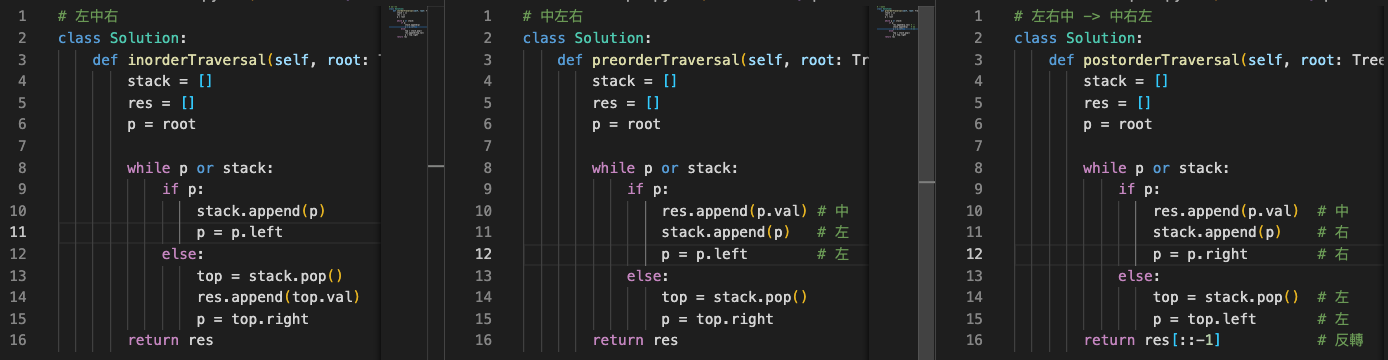 1 # 左中右
2 class Solution:
3 def inorderTraversal(self, root:
4 stack = []
5 res = []
6 p = root
7
8 while p or stack:
9 if p:
10 stack.append(p)
11 p = p.left
12 else:
13 top = stack.pop()
14 res.append(top.val)
15 p = top.right
16 return res
1 # 中左右
2 class Solution:
3 def preorderTraversal(self, root: Tr
4 stack = []
5 res = []
6 p = root
7
8 while p or stack:
9 if p:
10 res.append(p.val) # 中
11 stack.append(p) # 左
12 p = p.left # 左
13 else:
14 top = stack.pop()
15 p = top.right
16 return res
1 # 左右中 -> 中右左
2 class Solution:
3 def postorderTraversal(self, root: Tree
4 stack = []
5 res = []
6 p = root
7
8 while p or stack:
9 if p:
10 res.append(p.val) # 中
11 stack.append(p) # 右
12 p = p.right # 右
13 else:
14 top = stack.pop() # 左
15 p = top.left # 左
16 return res[::-1] # 反轉